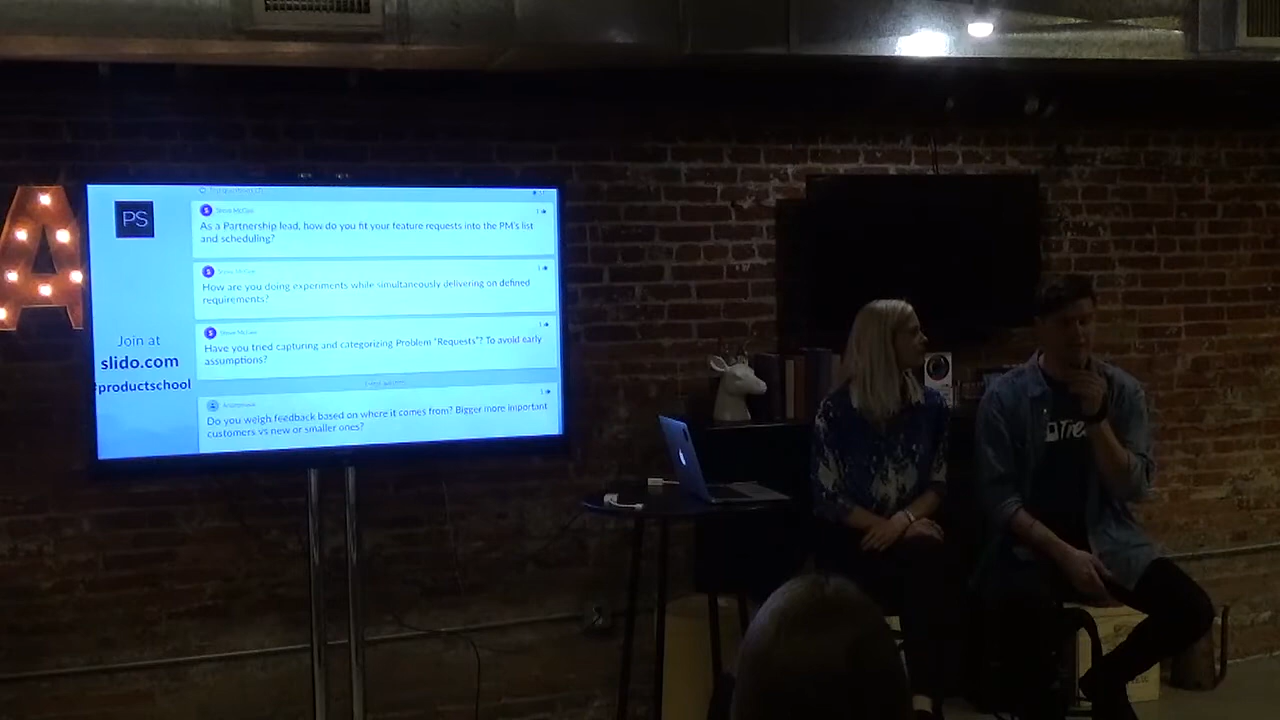 A
PS
Join at
slido.com
#productschool
Steve McGee
As a Partnership lead, how do you fit your feature requests into the PM's list
and scheduling?
How are you doing experiments while simultaneously delivering on defined
requirements?
Have you tried capturing and categorizing Problem "Requests"? To avoid early
assumptions?
Anonymous
Do you weigh feedback based on where it comes from? Bigger more important
customers vs new or smaller ones?